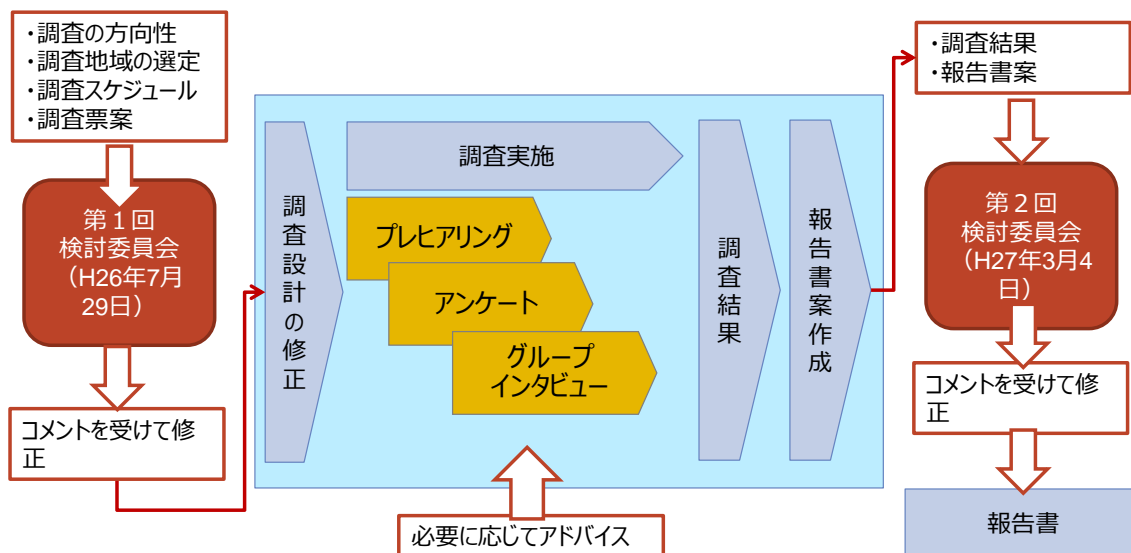 ・調査の方向性
・調査地域の選定
・調査スケジュール
・調査票案
第１回
検討委員会
（H26年7月
29日）
コメントを受けて修
正
調査設計の修正
調査実施
プレヒアリング
アンケート
グループ
インタビュー
調査結果
報告書案作成
必要に応じてアドバイス
・調査結果
・報告書案
第２回
検討委員会
（H27年3月4
日）
コメントを受けて修
正
報告書